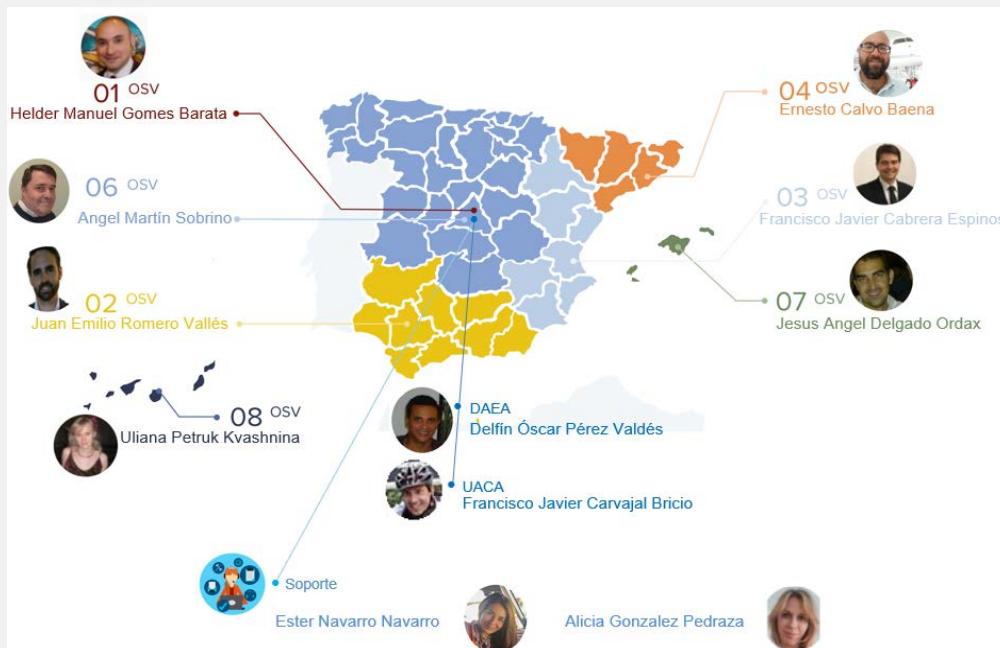 01 OSV
Helder Manuel Gomes Barata
04 OSV
Ernesto Calvo Baena
06 OSV
Angel Martín Sobrino
03 OSV
Francisco Javier Cabrera Espinos
02 OSV
Juan Emilio Romero Vallés
07 OSV
Jesus Angel Delgado Ordax
08 OSV
Uliana Petruk Kvashnina
DAEA
Delfín Óscar Pérez Valdés
UACA
Francisco Javier Carvajal Bricio
Soporte
Ester Navarro Navarro
Alicia Gonzalez Pedraza